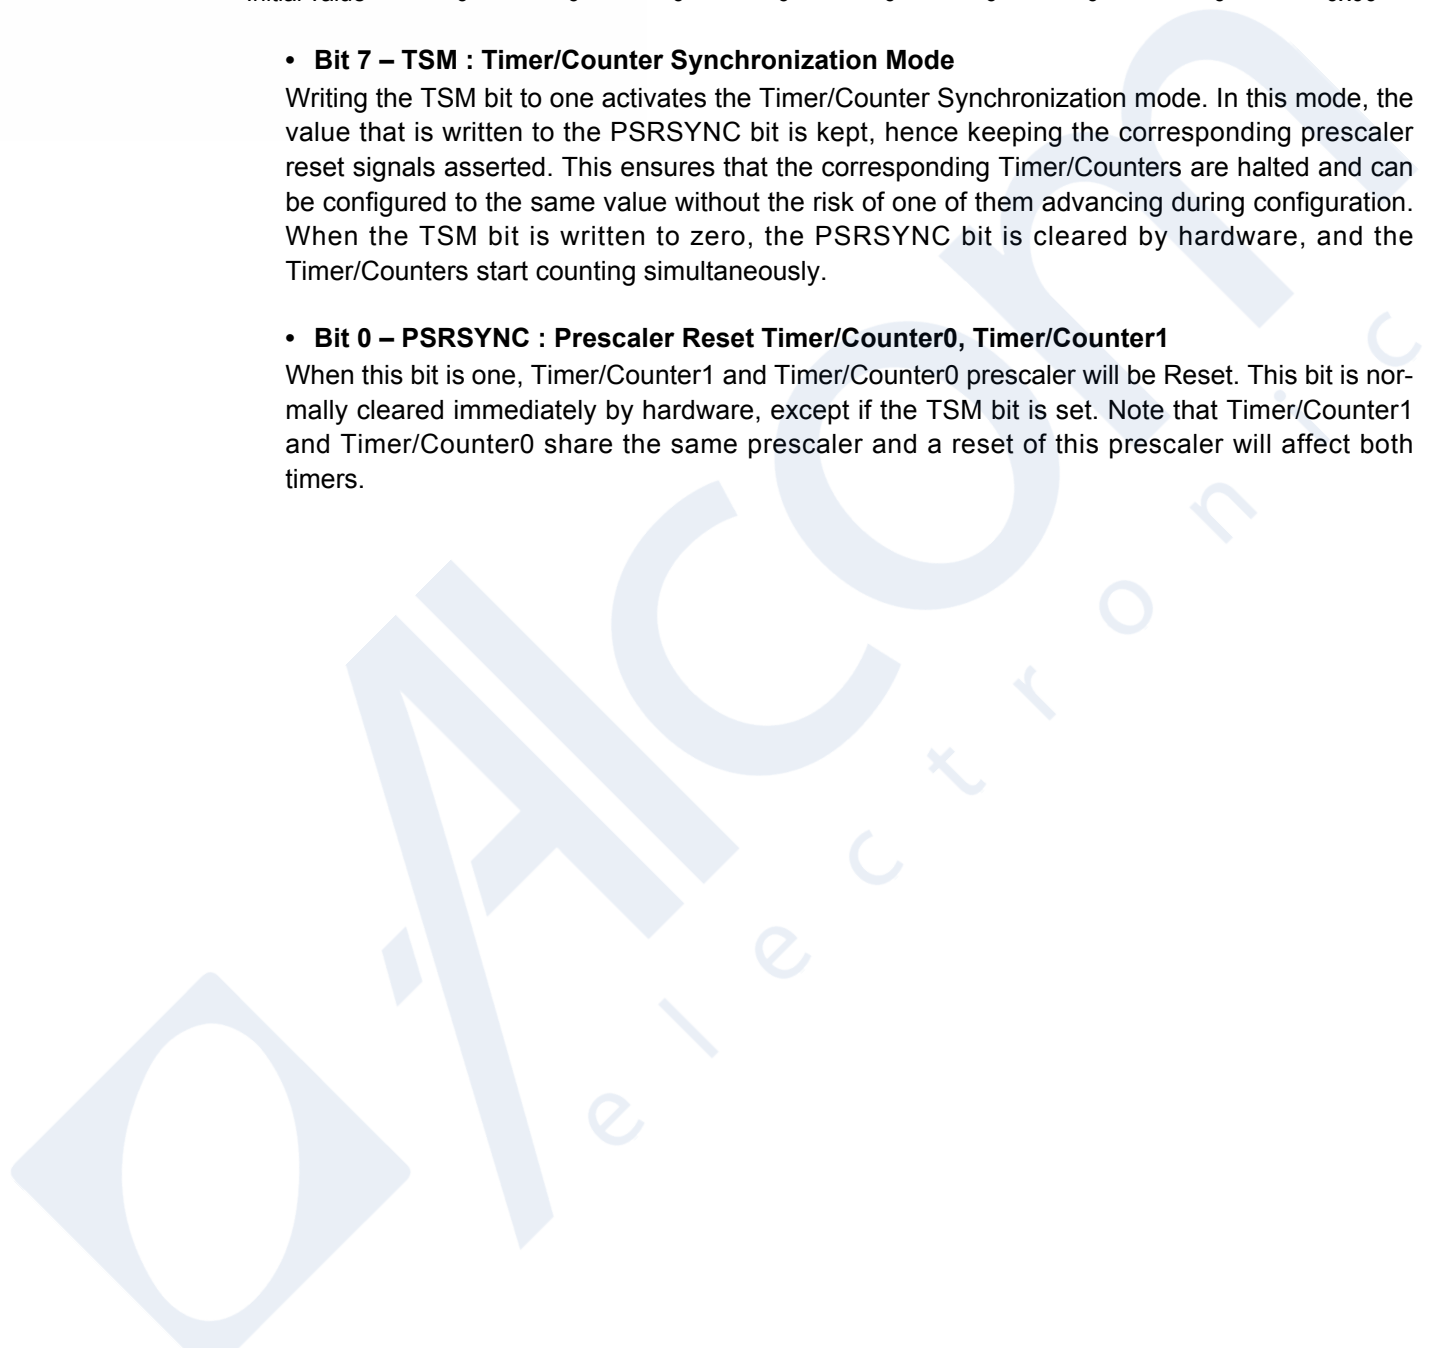 • Bit 7 – TSM : Timer/Counter Synchronization Mode
Writing the TSM bit to one activates the Timer/Counter Synchronization mode. In this mode, the
value that is written to the PSRSYNC bit is kept, hence keeping the corresponding prescaler
reset signals asserted. This ensures that the corresponding Timer/Counters are halted and can
be configured to the same value without the risk of one of them advancing during configuration.
When the TSM bit is written to zero, the PSRSYNC bit is cleared by hardware, and the
Timer/Counters start counting simultaneously.
• Bit 0 – PSRSYNC : Prescaler Reset Timer/Counter0, Timer/Counter1
When this bit is one, Timer/Counter1 and Timer/Counter0 prescaler will be Reset. This bit is nor-
mally cleared immediately by hardware, except if the TSM bit is set. Note that Timer/Counter1
and Timer/Counter0 share the same prescaler and a reset of this prescaler will affect both
timers.
Alcom
electronic